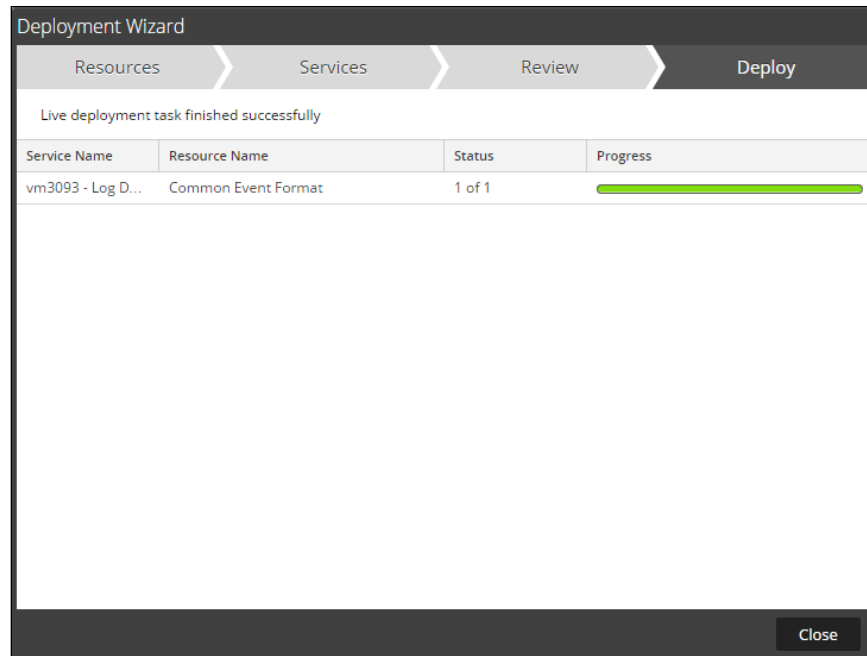 Deployment Wizard
Resources Services Review Deploy
Live deployment task finished successfully
Service Name Resource Name Status Progress
vm3093 - Log D... Common Event Format 1 of 1
Close